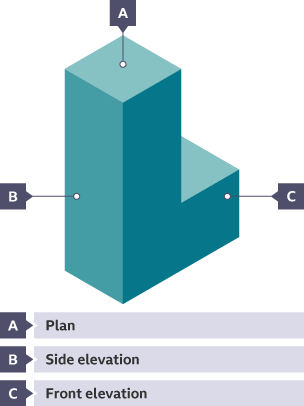 A
B
C
A Plan
B Side elevation
C Front elevation